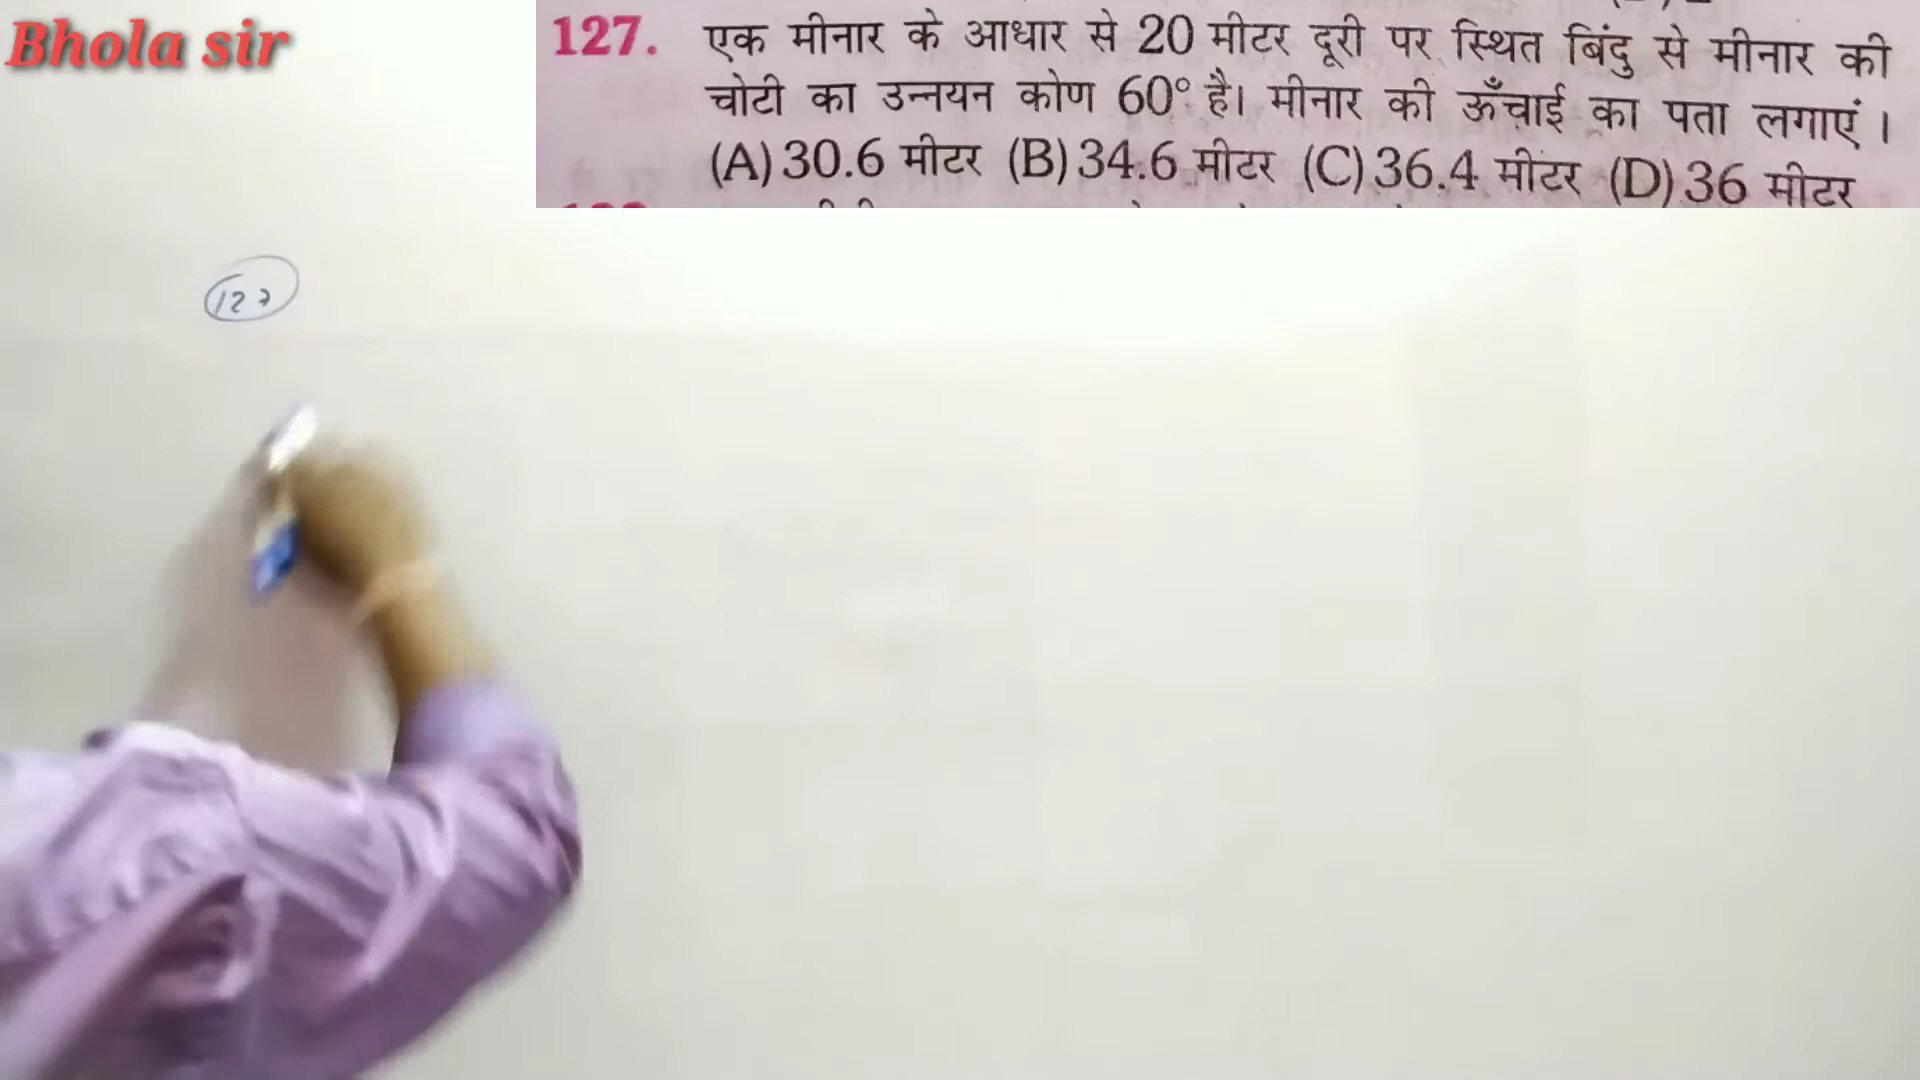 Bhola sir
127. एक मीनार के आधार से 20 मीटर दूरी पर स्थित बिंदु से मीनार की
चोटी का उन्नयन कोण 60° है। मीनार की ऊँचाई का पता लगाएं ।
(A) 30.6 मीटर (B) 34.6 मीटर (C) 36.4 मीटर (D) 36 मीटर
127